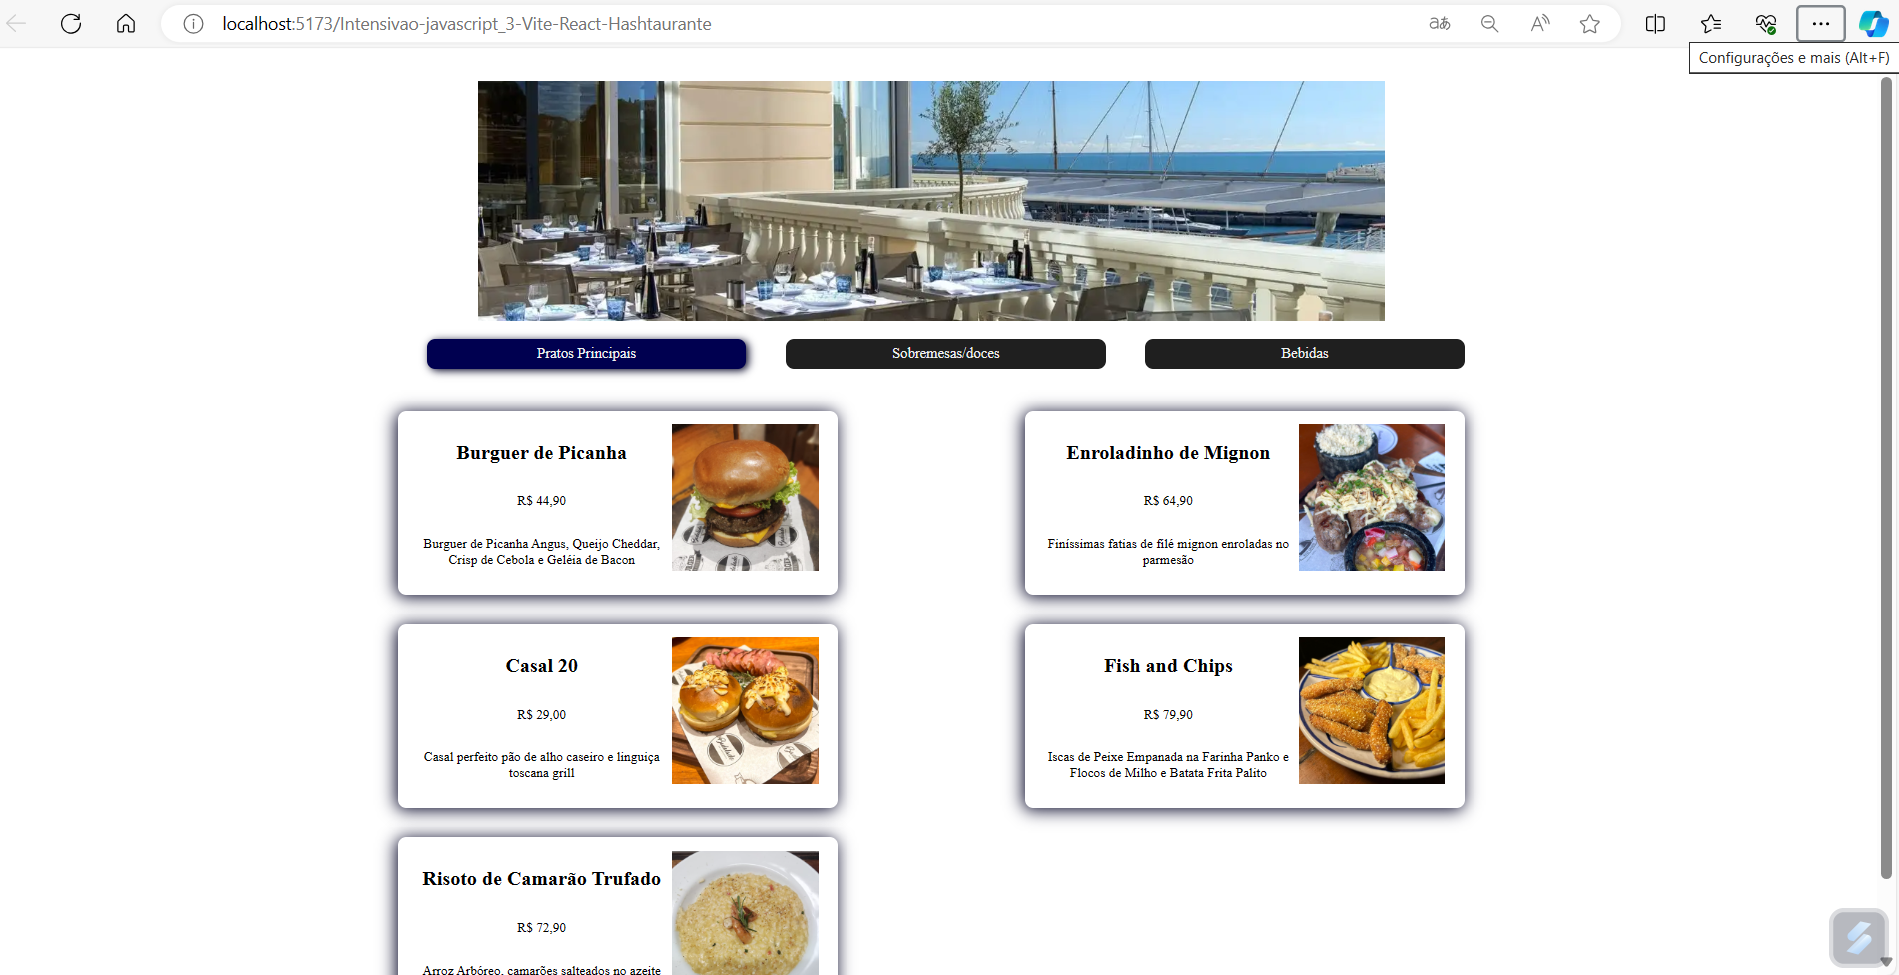 localhost:5173/Intensivao-javascript_3-Vite-React-Hashtaurante
Configurações e mais (Alt+F)
Pratos Principais
Sobremesas/doces
Bebidas
Burguer de Picanha
R$ 44,90
Burguer de Picanha Angus, Queijo Cheddar,
Crisp de Cebola e Geléia de Bacon
Enroladinho de Mignon
R$ 64,90
Finíssimas fatias de filé mignon enroladas no
parmesão
Casal 20
R$ 29,00
Casal perfeito pão de alho caseiro e linguiça
toscana grill
Fish and Chips
R$ 79,90
Iscas de Peixe Empanada na Farinha Panko e
Flocos de Milho e Batata Frita Palito
Risoto de Camarão Trufado
R$ 72,90
Arroz Arbóreo, camarões salteados no azeite